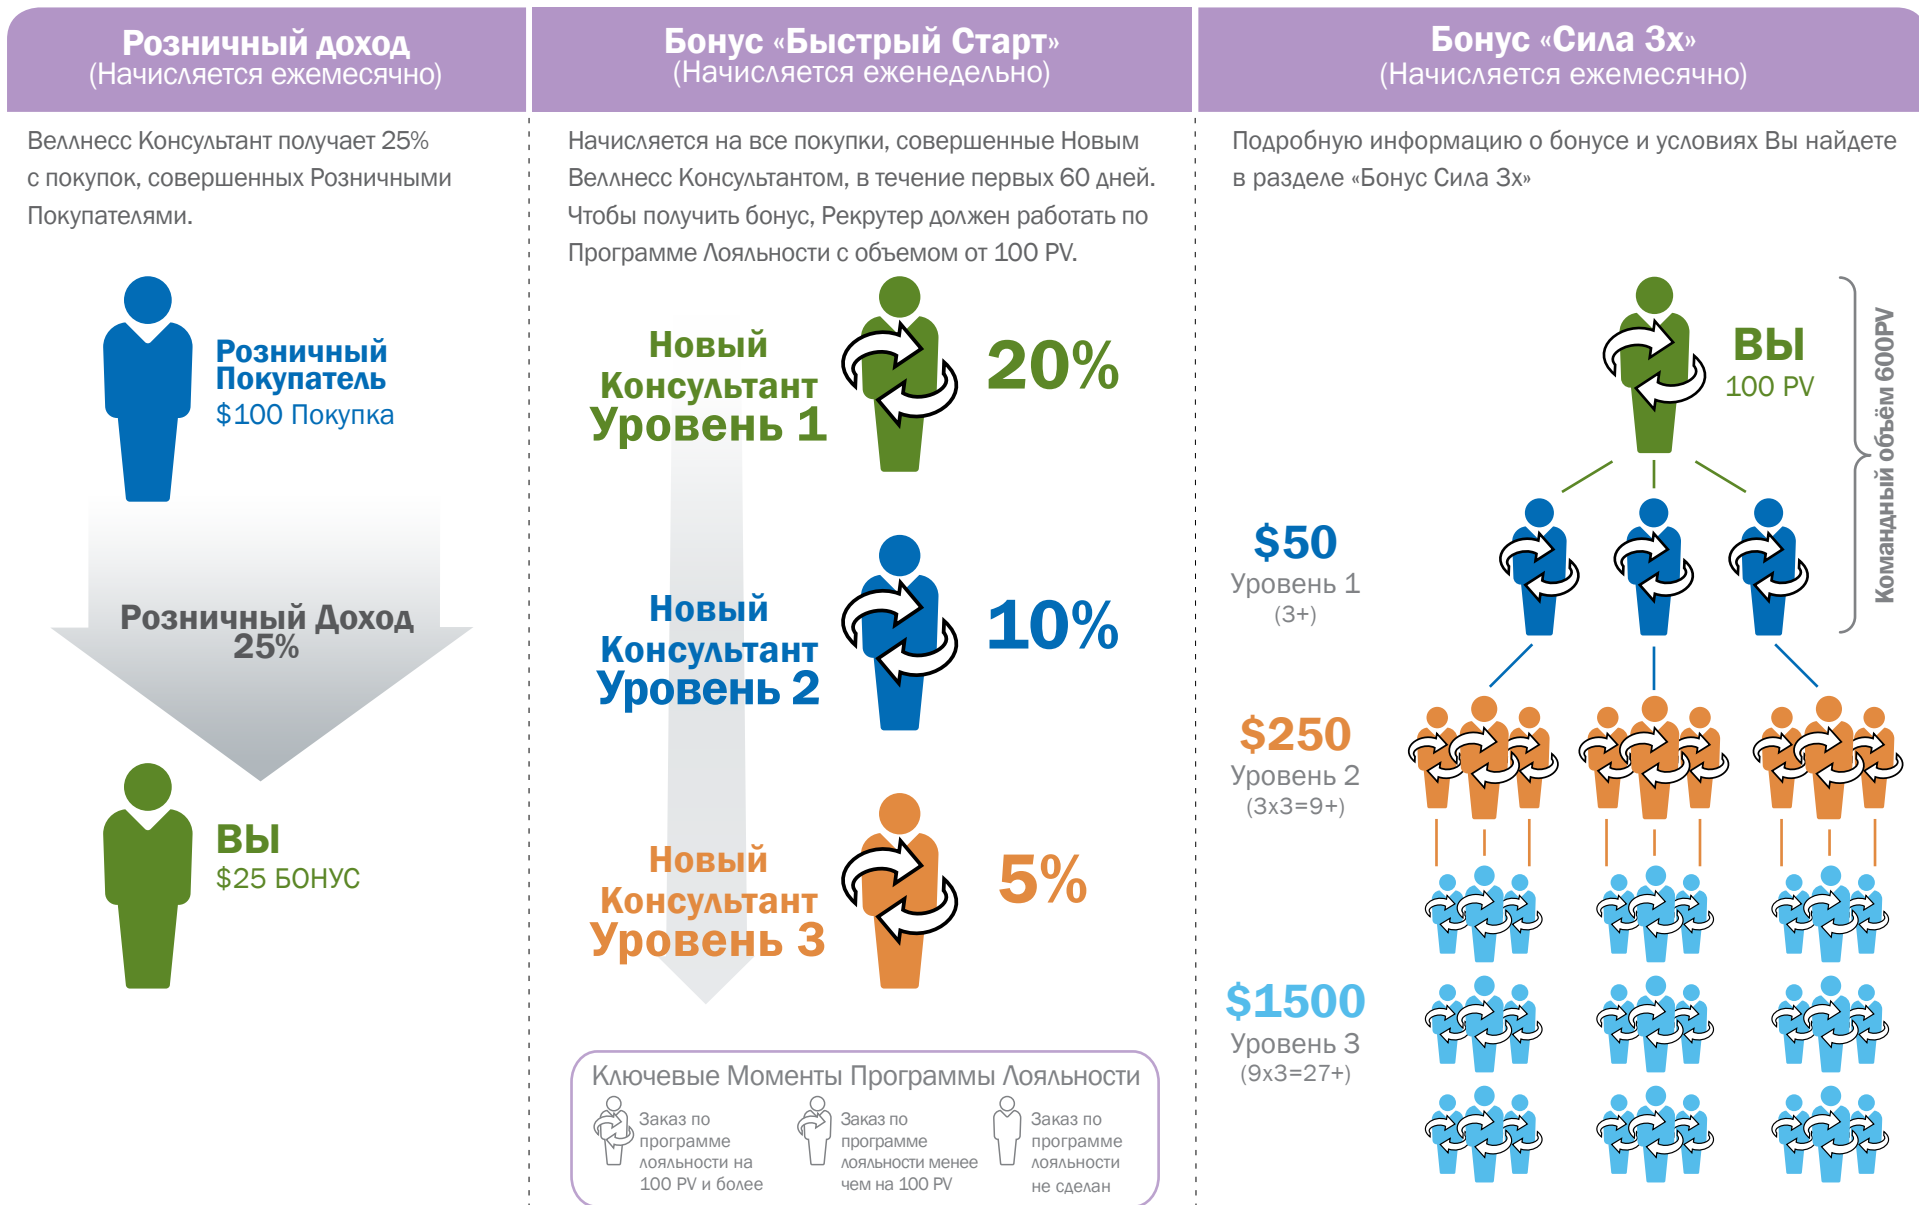 Розничный доход
(Начисляется ежемесячно)
Веллнесс Консультант получает 25%
с покупок, совершенных Розничными
Покупателями.
Розничный
Покупатель
$100 Покупка
Розничный Доход
25%
ВЫ
$25 БОНУС
Бонус «Быстрый Старт»
(Начисляется еженедельно)
Начисляется на все покупки, совершенные Новым
Веллнесс Консультантом, в течение первых 60 дней.
Чтобы получить бонус, Рекрутер должен работать по
Программе Лояльности с объемом от 100 PV.
Новый
Консультант
Уровень 1
20%
Новый
Консультант
Уровень 2
10%
Новый
Консультант
Уровень 3
5%
Ключевые Моменты Программы Лояльности
Заказ по
программе
лояльности на
100 PV и более
Заказ по
программе
лояльности менее
чем на 100 PV
Заказ по
программе
лояльности
не сделан
Бонус «Сила 3х»
(Начисляется ежемесячно)
Подробную информацию о бонусе и условиях Вы найдете
в разделе «Бонус Сила 3х»
ВЫ
100 PV
Командный объём 600PV
$50
Уровень 1
(3+)
$250
Уровень 2
(3х3=9+)
$1500
Уровень 3
(9х3=27+)